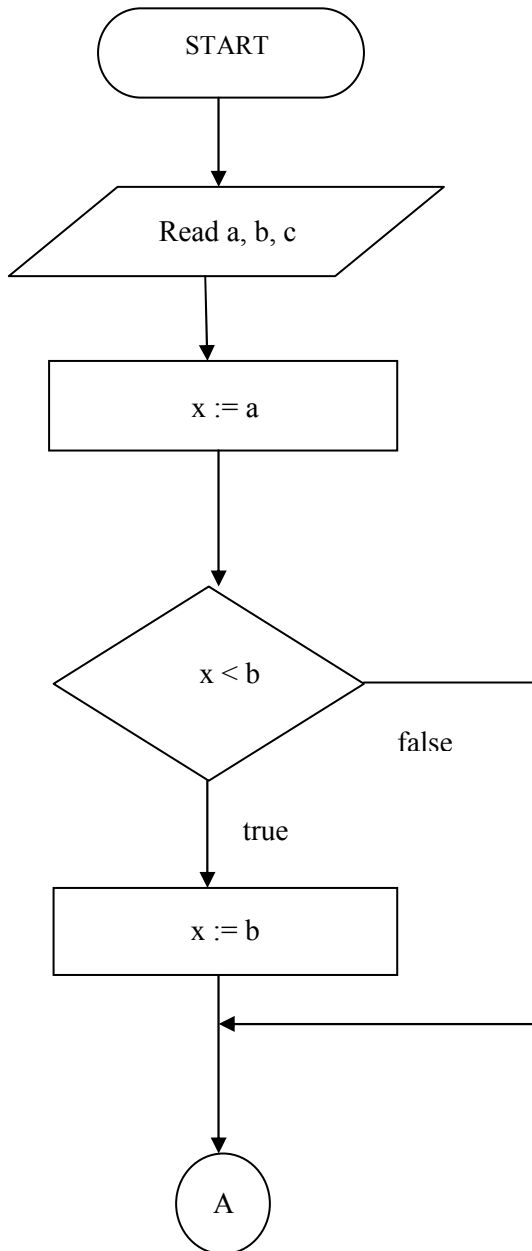 START
Read a, b, c
x := a
x < b
false
true
x := b
A